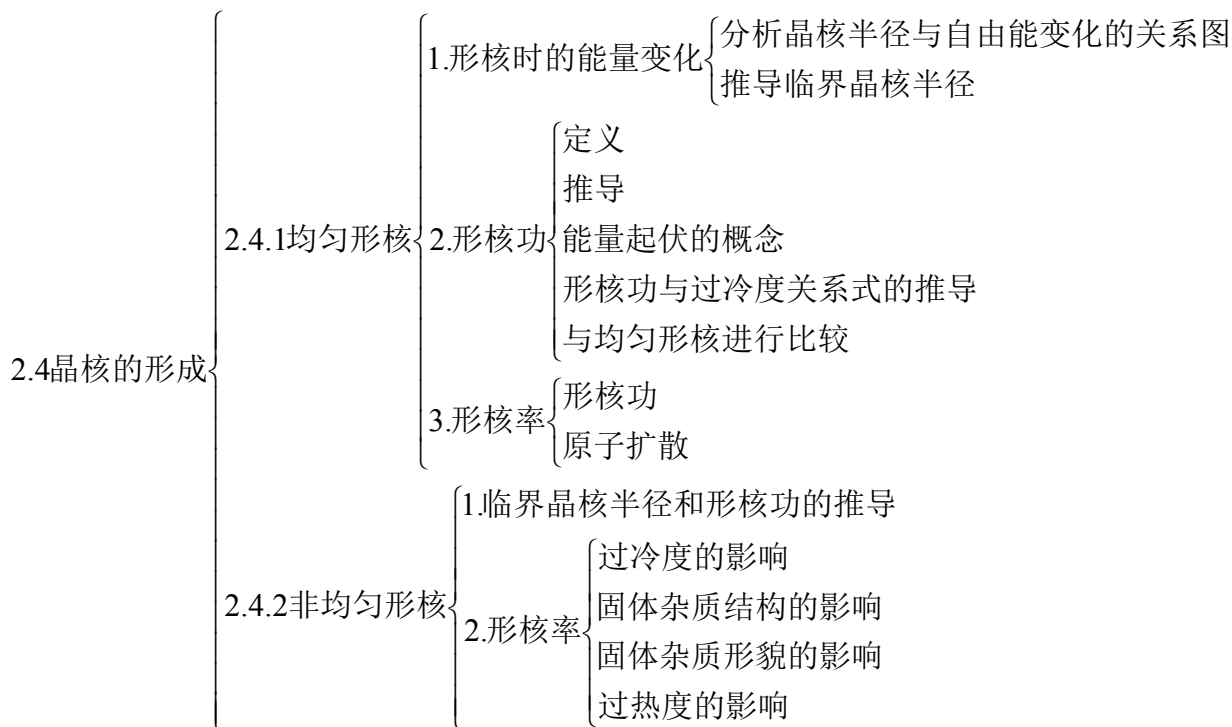 1.形核时的能量变化
分析晶核半径与自由能变化的关系图
推导临界晶核半径
2.4.1均匀形核
2.形核功
定义
推导
能量起伏的概念
形核功与过冷度关系式的推导
与均匀形核进行比较
2.4晶核的形成
3.形核率
形核功
原子扩散
2.4.2非均匀形核
1.临界晶核半径和形核功的推导
2.形核率
过冷度的影响
固体杂质结构的影响
固体杂质形貌的影响
过热度的影响